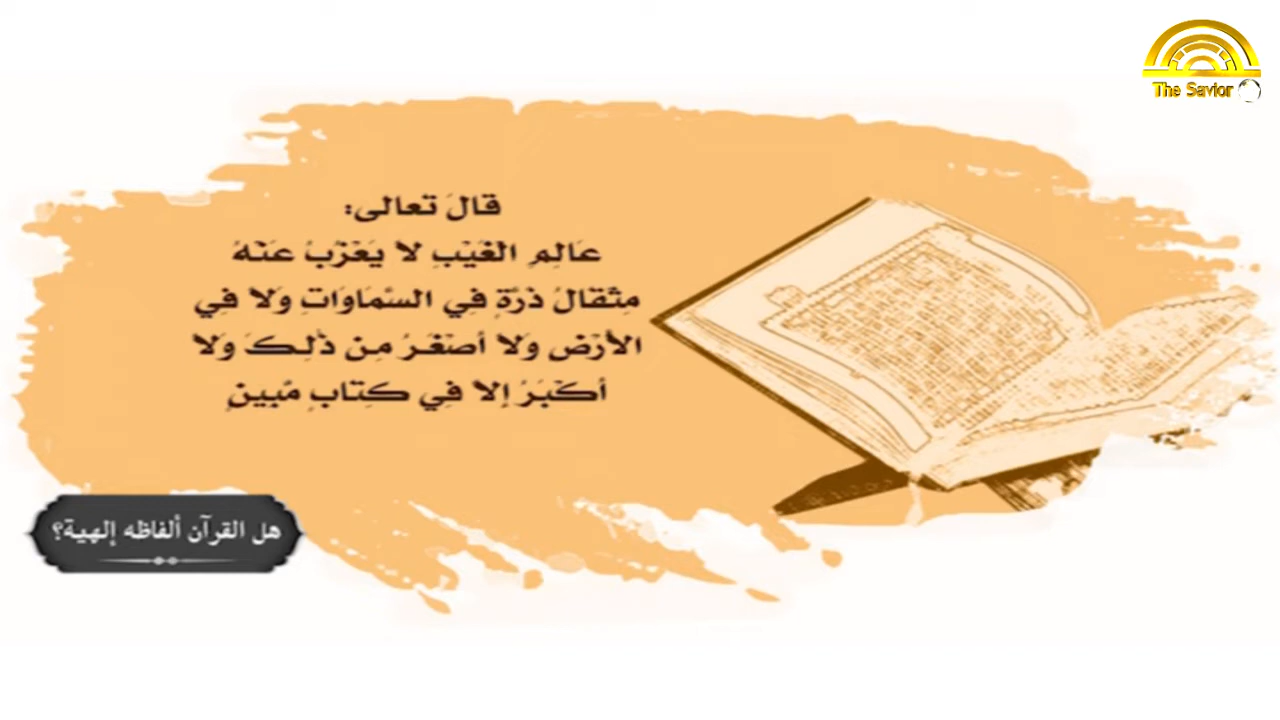 The Savior
قالَ تعالى:
عَالِمِ الْغَيْبِ لا يَعْزُبُ عَنْهُ
مِثْقالُ ذَرَّةٍ فِي السَّمَاوَاتِ وَلا فِي
الأَرْضِ وَلا أَصْغَرُ مِن ذَٰلِكَ وَلا
أَكْبَرُ إِلا فِي كِتَابٍ مُّبِينٍ
هل القرآن ألفاظه إلهية؟